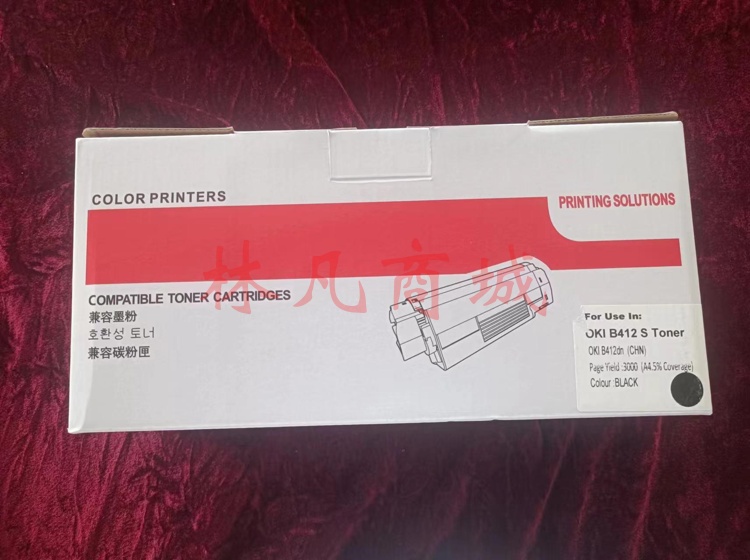 COLOR PRINTERS
PRINTING SOLUTIONS
林凡商城
COMPATIBLE TONER CARTRIDGES
兼容墨粉
호환성 토너
兼容碳粉匣
For Use In:
OKI B412 S Toner
OKI B412dn (CHN)
Page Yield :3000 (A4.5% Coverage)
Colour :BLACK